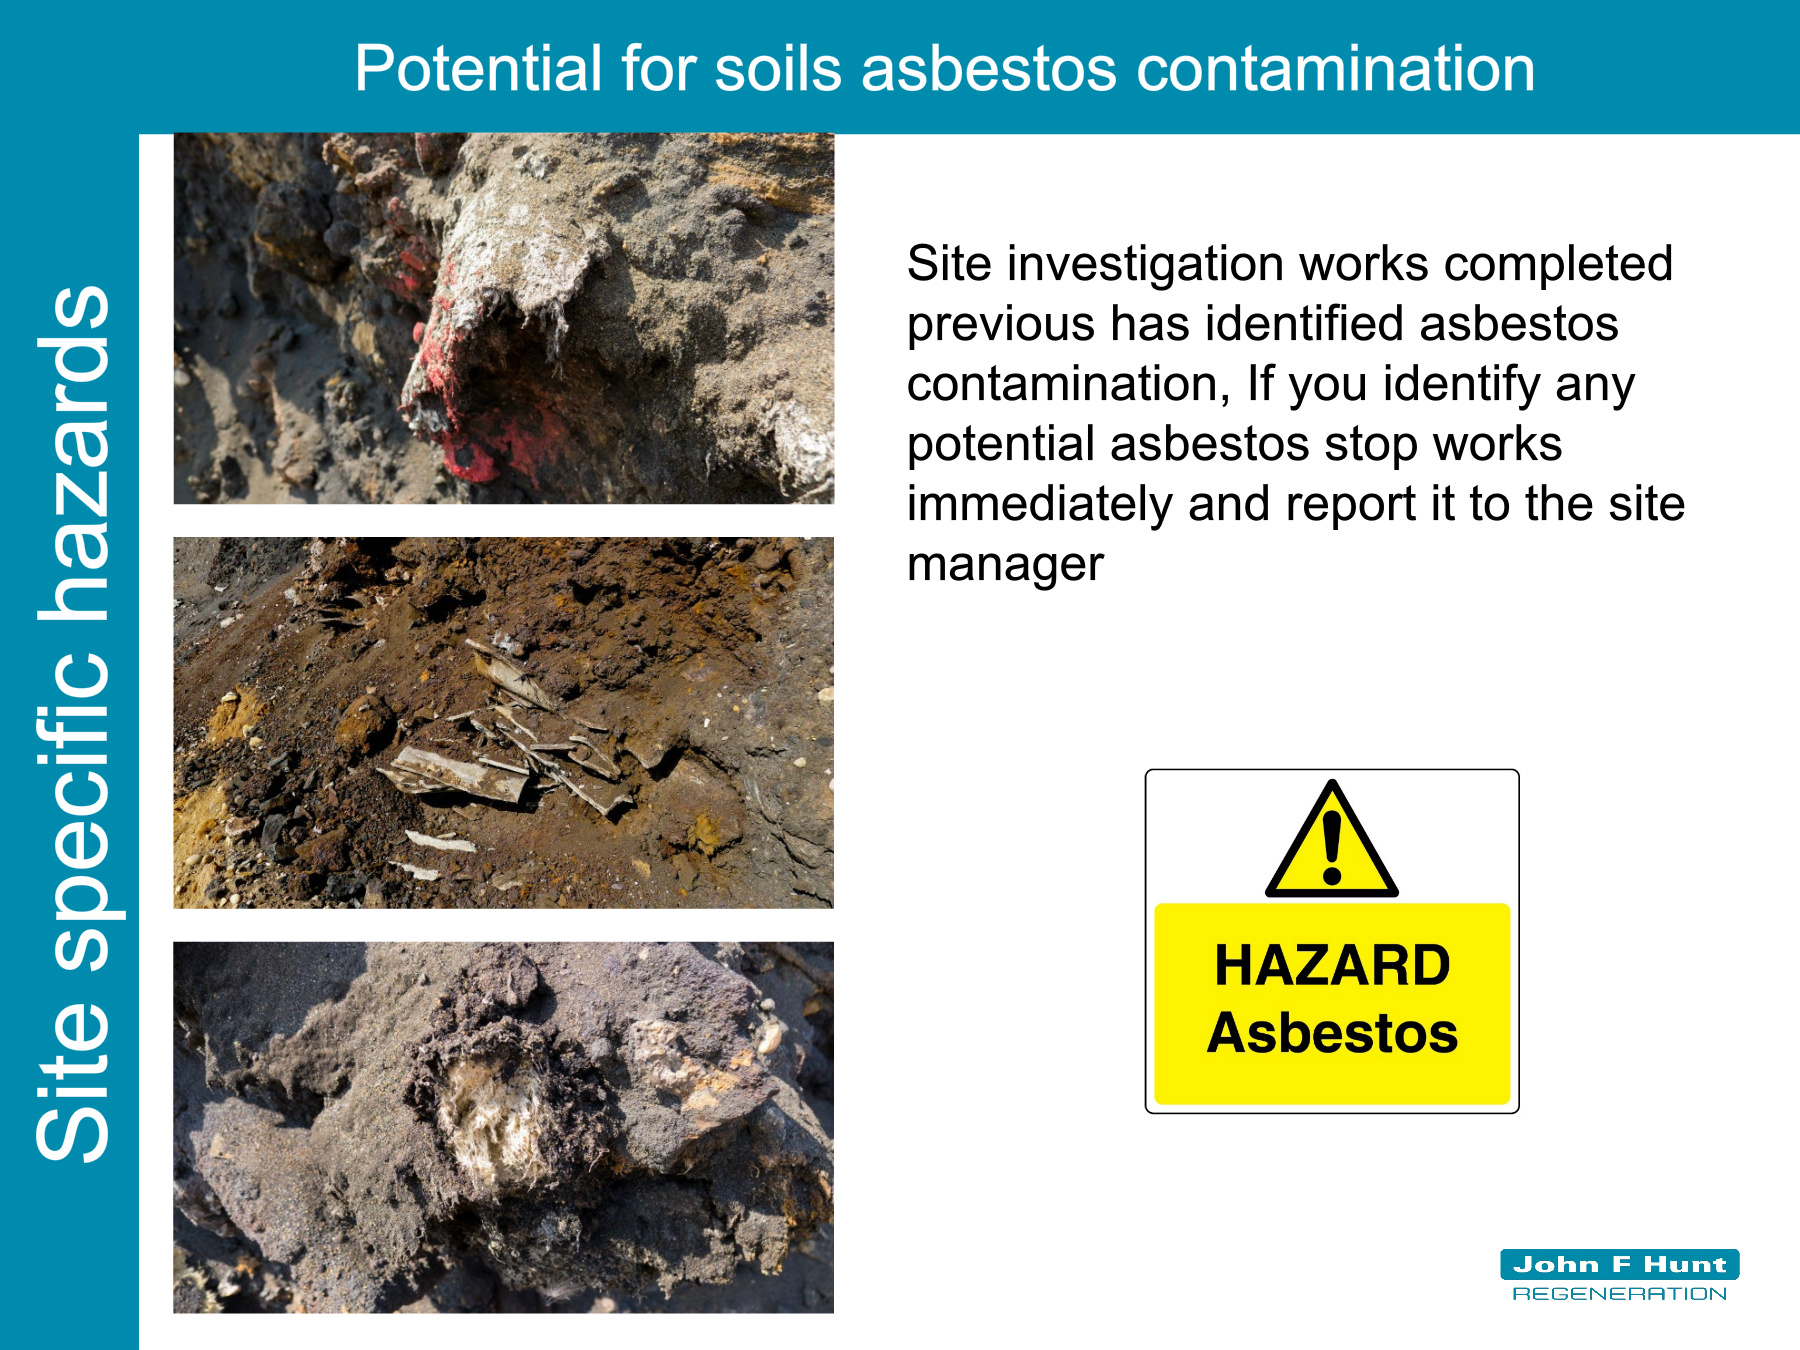 Potential for soils asbestos contamination
Site specific hazards
Site investigation works completed
previous has identified asbestos
contamination, If you identify any
potential asbestos stop works
immediately and report it to the site
manager
HAZARD
Asbestos
John F Hunt
REGENERATION